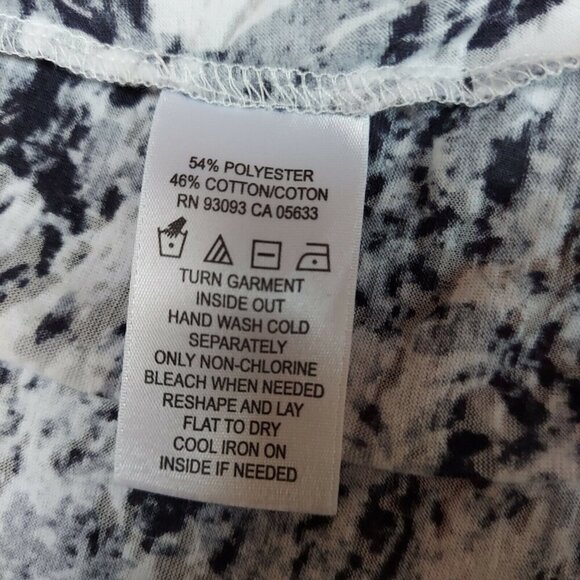 54% POLYESTER
46% COTTON/COTON
RN 93093 CA 05633
TURN GARMENT
INSIDE OUT
HAND WASH COLD
SEPARATELY
ONLY NON-CHLORINE
BLEACH WHEN NEEDED
RESHAPE AND LAY
FLAT TO DRY
COOL IRON ON
INSIDE IF NEEDED